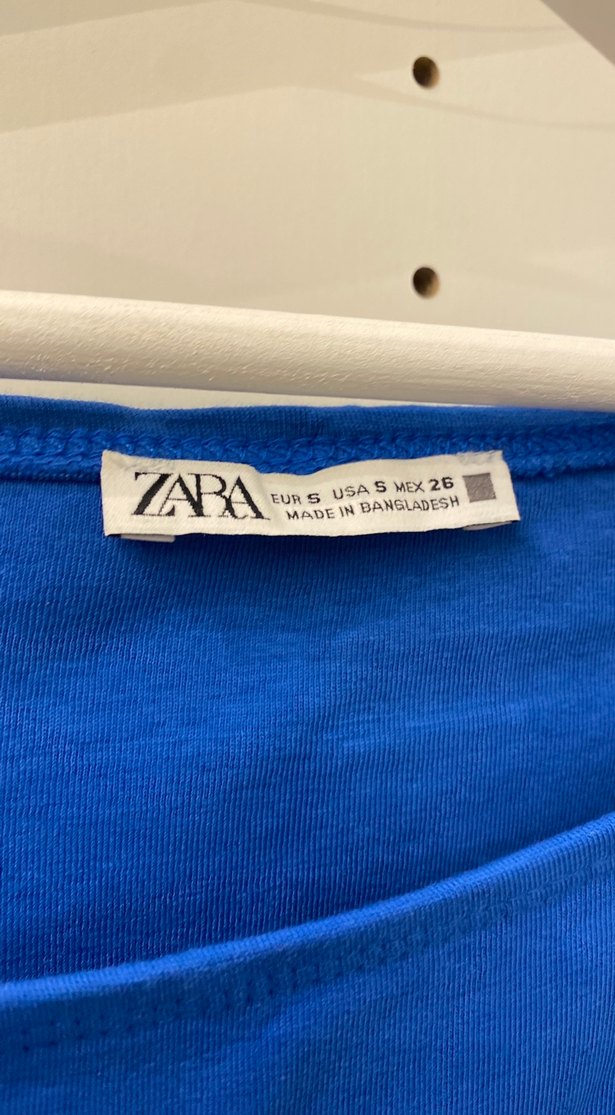 ZARA
EUR S USA S MEX 26
MADE IN BANGLADESH